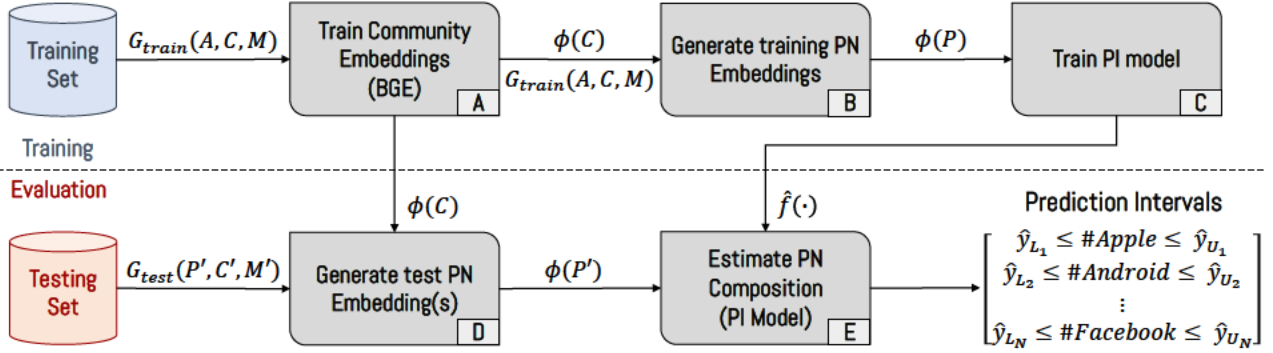 Training
Set
G_train(A, C, M)
Train Community
Embeddings
(BGE)
A
ϕ(C)
G_train(A, C, M)
Generate training PN
Embeddings
B
ϕ(P)
Train PI model
C
Training
Evaluation
ϕ(C)
f̂(·)
Testing
Set
G_test(P′, C′, M′)
Generate test PN
Embedding(s)
D
ϕ(P′)
Estimate PN
Composition
(PI Model)
E
Prediction Intervals
ŷ_L₁ ≤ #Apple ≤ ŷ_U₁
ŷ_L₂ ≤ #Android ≤ ŷ_U₂
⋮
ŷ_L_N ≤ #Facebook ≤ ŷ_U_N